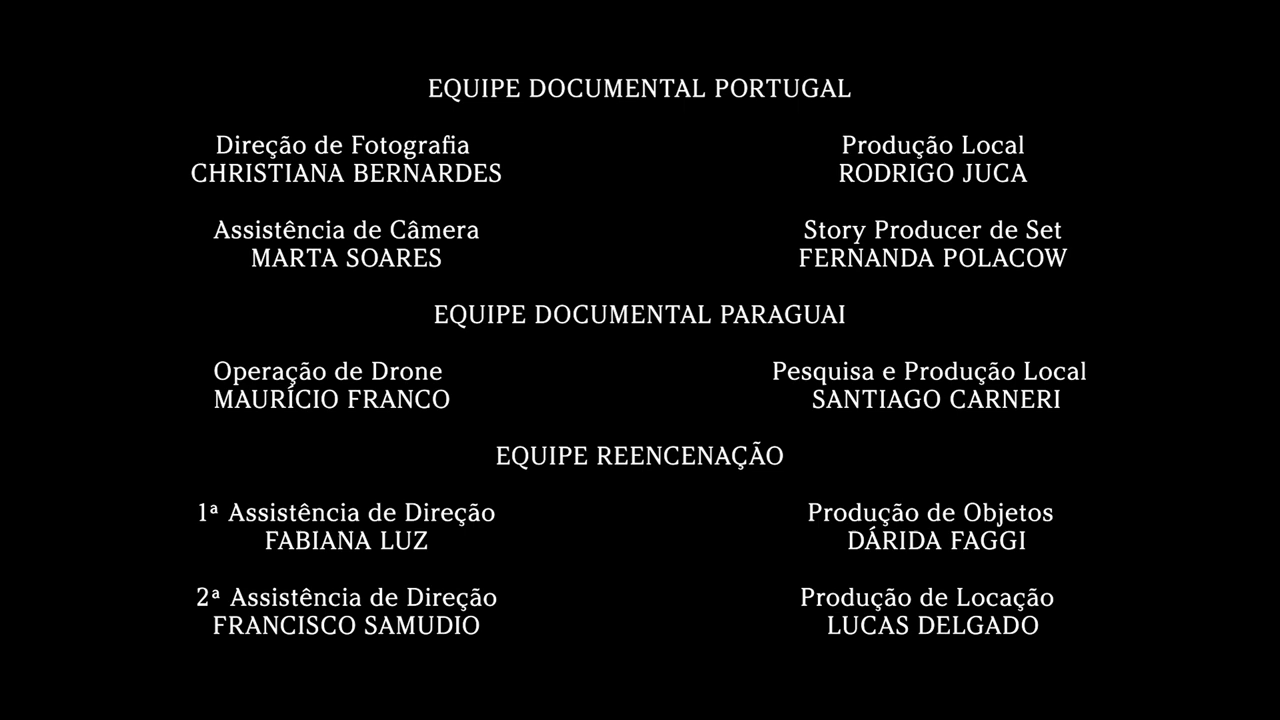 EQUIPE DOCUMENTAL PORTUGAL
Direção de Fotografia
CHRISTIANA BERNARDES
Produção Local
RODRIGO JUCA
Assistência de Câmera
MARTA SOARES
Story Producer de Set
FERNANDA POLACOW
EQUIPE DOCUMENTAL PARAGUAI
Operação de Drone
MAURÍCIO FRANCO
Pesquisa e Produção Local
SANTIAGO CARNERI
EQUIPE REENCENAÇÃO
1ª Assistência de Direção
FABIANA LUZ
Produção de Objetos
DÁRIDA FAGGI
2ª Assistência de Direção
FRANCISCO SAMUDIO
Produção de Locação
LUCAS DELGADO